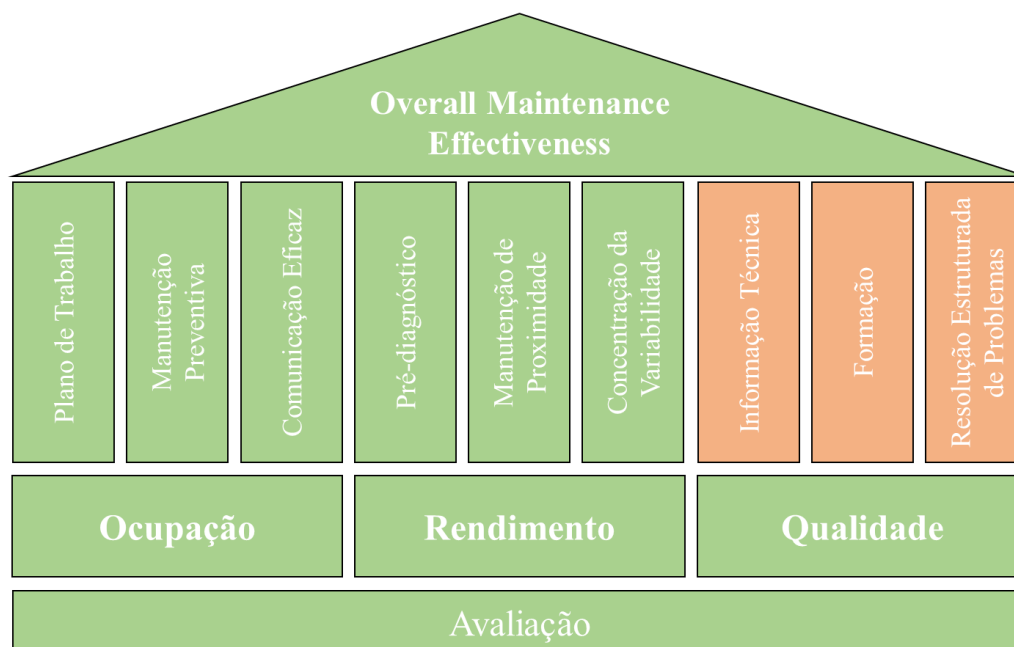 Overall Maintenance
Effectiveness
Plano de Trabalho
Manutenção
Preventiva
Comunicação Eficaz
Pré-diagnóstico
Manutenção de
Proximidade
Concentração da
Variabilidade
Informação Técnica
Formação
Resolução Estruturada
de Problemas
Ocupação
Rendimento
Qualidade
Avaliação